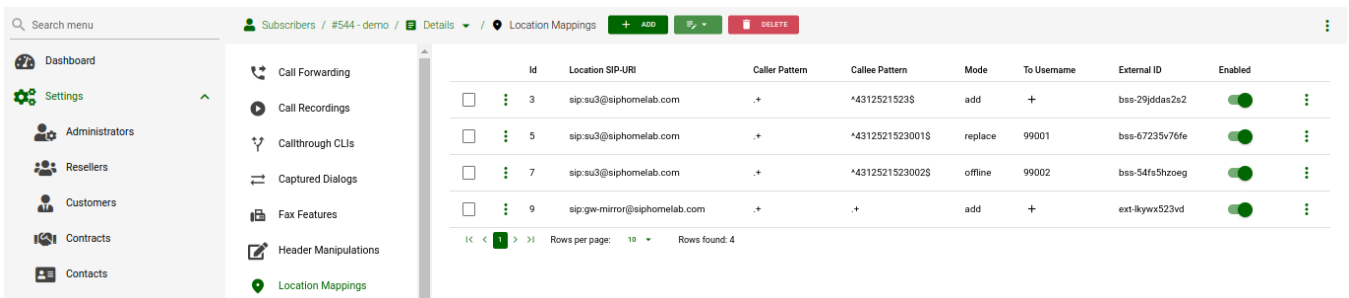 Search menu
Dashboard
Settings
Administrators
Resellers
Customers
Contracts
Contacts
Subscribers / #544 - demo / Details / Location Mappings + ADD DELETE
Call Forwarding
Call Recordings
Callthrough CLIs
Captured Dialogs
Fax Features
Header Manipulations
Location Mappings
Id Location SIP-URI Caller Pattern Callee Pattern Mode To Username External ID Enabled
3 sip:su3@siphomelab.com .+ ^4312521523$ add + bss-29jddas2s2
5 sip:su3@siphomelab.com .+ ^4312521523001$ replace 99001 bss-67235v76fe
7 sip:su3@siphomelab.com .+ ^4312521523002$ offline 99002 bss-54fs5hzoeg
9 sip:gw-mirror@siphomelab.com .+ .+ add + ext-lkywx523vd
1 Rows per page: 10 Rows found: 4